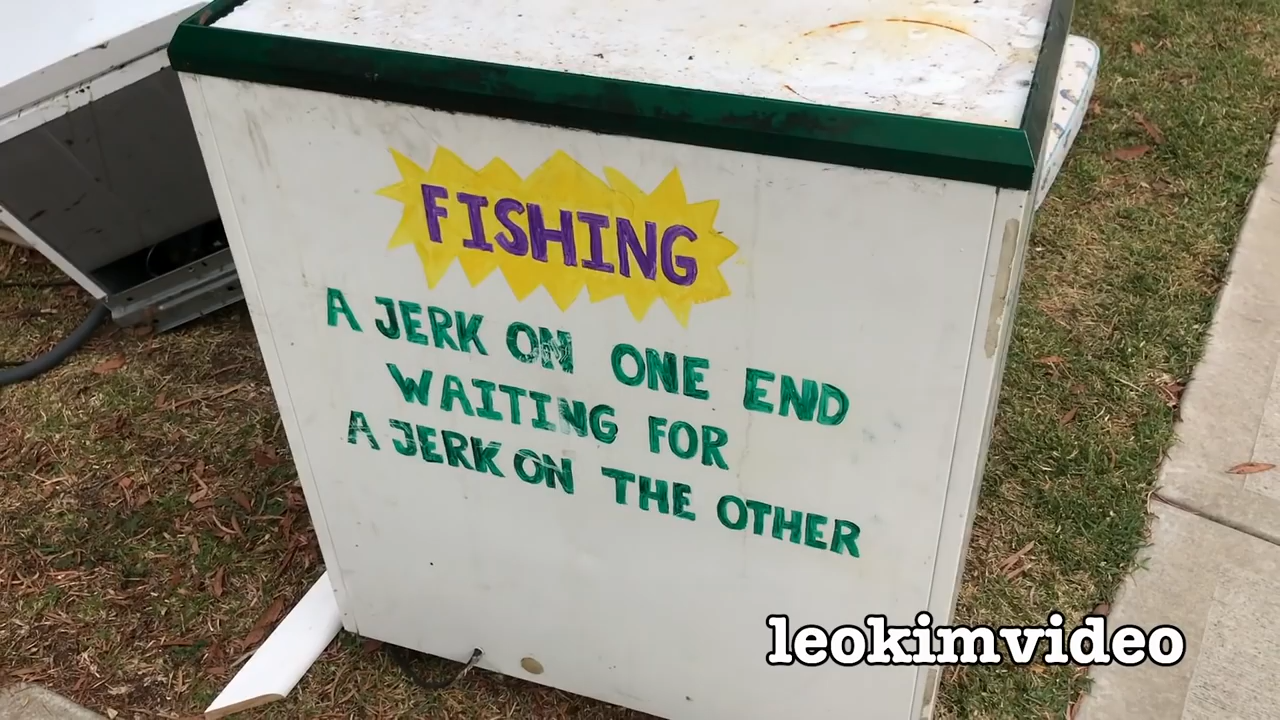 FISHING
A JERK ON ONE END
WAITING FOR
A JERK ON THE OTHER
leokimvideo